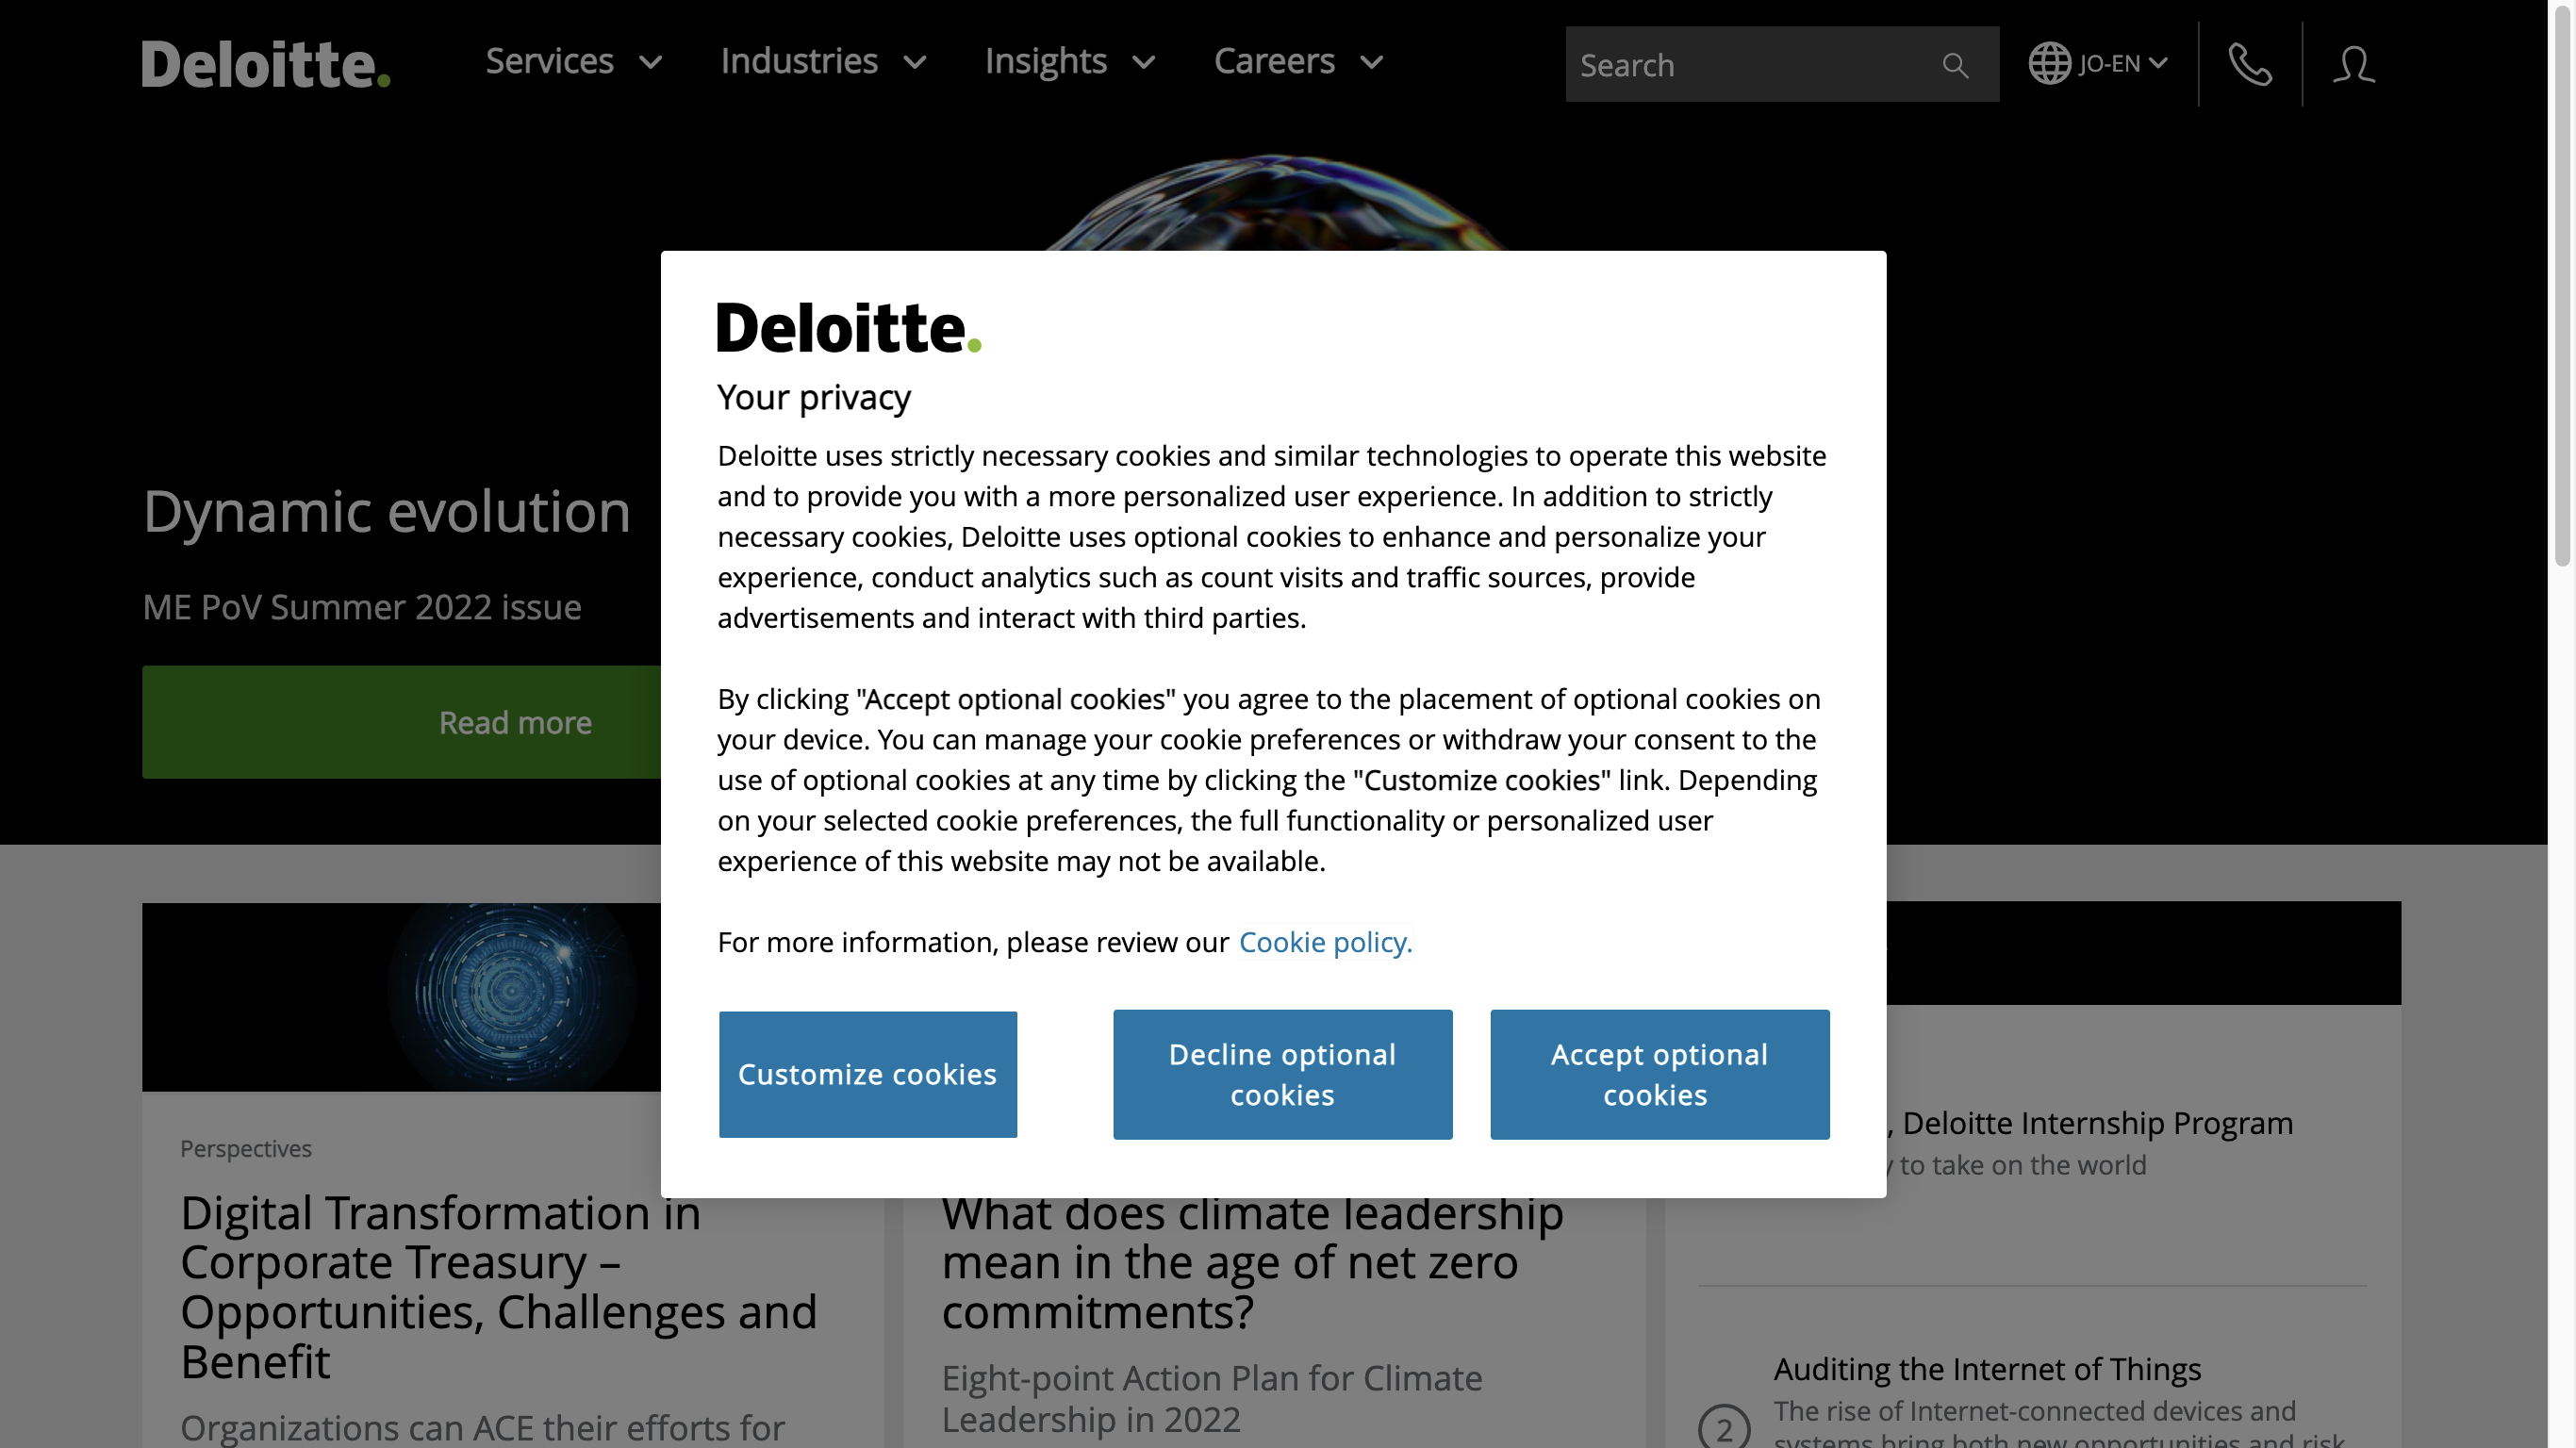 Deloitte.
Services
Industries
Insights
Careers
Search
JO-EN
Dynamic evolution
ME PoV Summer 2022 issue
Read more
Deloitte.
Your privacy
Deloitte uses strictly necessary cookies and similar technologies to operate this website
and to provide you with a more personalized user experience. In addition to strictly
necessary cookies, Deloitte uses optional cookies to enhance and personalize your
experience, conduct analytics such as count visits and traffic sources, provide
advertisements and interact with third parties.
By clicking "Accept optional cookies" you agree to the placement of optional cookies on
your device. You can manage your cookie preferences or withdraw your consent to the
use of optional cookies at any time by clicking the "Customize cookies" link. Depending
on your selected cookie preferences, the full functionality or personalized user
experience of this website may not be available.
For more information, please review our Cookie policy.
Customize cookies
Decline optional
cookies
Accept optional
cookies
Perspectives
Digital Transformation in
Corporate Treasury –
Opportunities, Challenges and
Benefit
Organizations can ACE their efforts for
What does climate leadership
mean in the age of net zero
commitments?
Eight-point Action Plan for Climate
Leadership in 2022
, Deloitte Internship Program
to take on the world
2
Auditing the Internet of Things
The rise of Internet-connected devices and
systems bring both new opportunities and risk